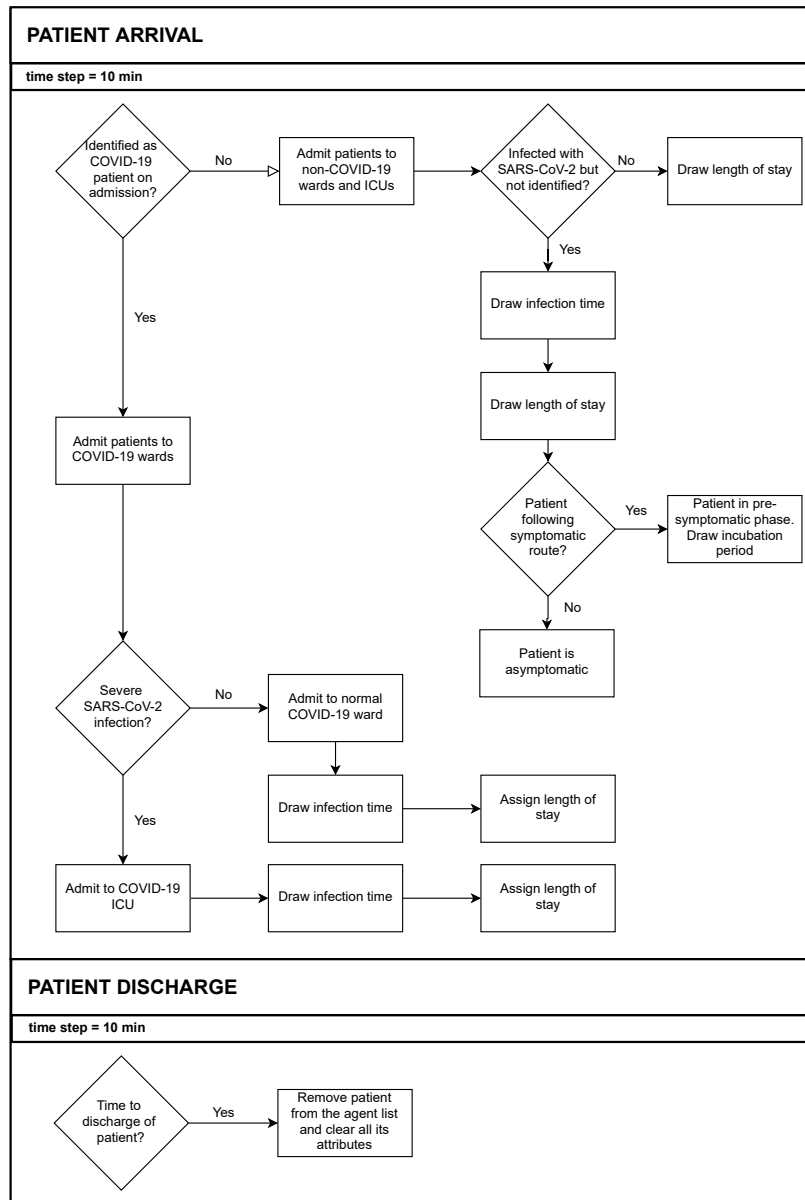 PATIENT ARRIVAL
time step = 10 min
Identified as
COVID-19
patient on
admission?
No
Admit patients to
non-COVID-19
wards and ICUs
Infected with
SARS-CoV-2 but
not identified?
No
Draw length of stay
Yes
Draw infection time
Yes
Draw length of stay
Admit patients to
COVID-19 wards
Patient
following
symptomatic
route?
Yes
Patient in pre-
symptomatic phase.
Draw incubation
period
No
Patient is
asymptomatic
Severe
SARS-CoV-2
infection?
No
Admit to normal
COVID-19 ward
Draw infection time
Assign length of
stay
Yes
Admit to COVID-19
ICU
Draw infection time
Assign length of
stay
PATIENT DISCHARGE
time step = 10 min
Time to
discharge of
patient?
Yes
Remove patient
from the agent list
and clear all its
attributes